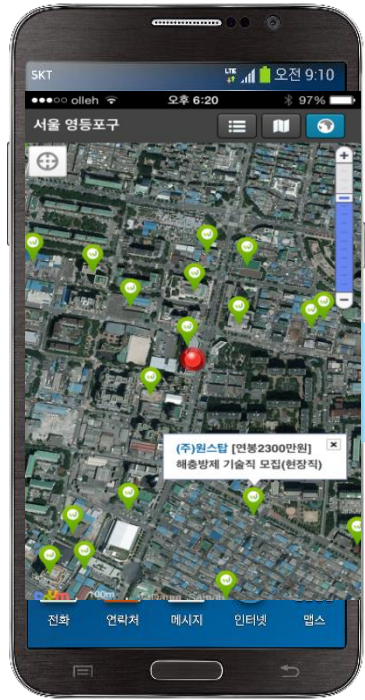 SKT LTE 오전 9:10
olleh 오후 6:20 97%
서울 영등포구
(주)원스탑 [연봉2300만원]
해충방제 기술직 모집(현장직)
100m
전화 연락처 메시지 인터넷 앱스